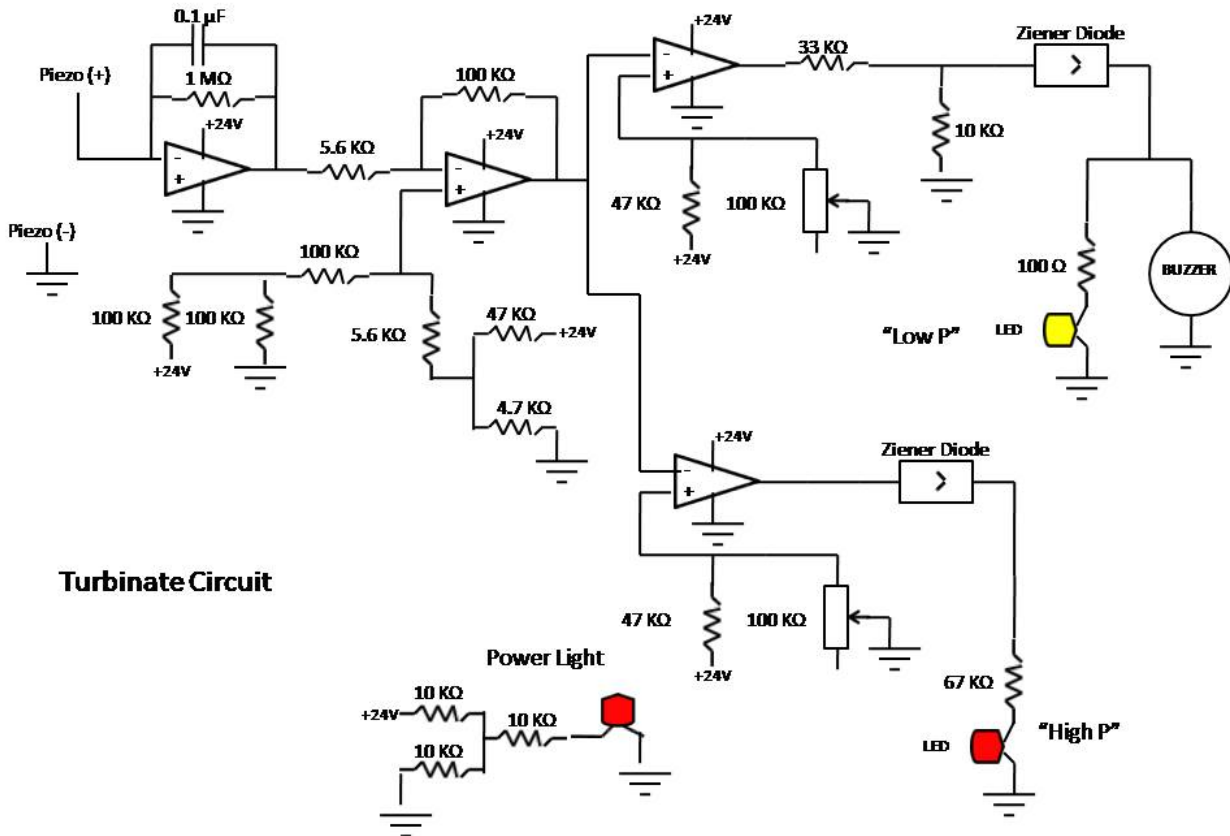 0.1 µF
Piezo (+)
1 MΩ
+24V
-
+
Piezo (-)
5.6 KΩ
100 KΩ
+24V
-
+
100 KΩ
100 KΩ
+24V
100 KΩ
5.6 KΩ
47 KΩ
+24V
4.7 KΩ
+24V
-
+
33 KΩ
Ziener Diode
>
10 KΩ
47 KΩ
+24V
100 KΩ
100 Ω
BUZZER
"Low P"
LED
+24V
-
+
Ziener Diode
>
47 KΩ
+24V
100 KΩ
67 KΩ
"High P"
LED
Turbinate Circuit
Power Light
10 KΩ
+24V
10 KΩ
10 KΩ